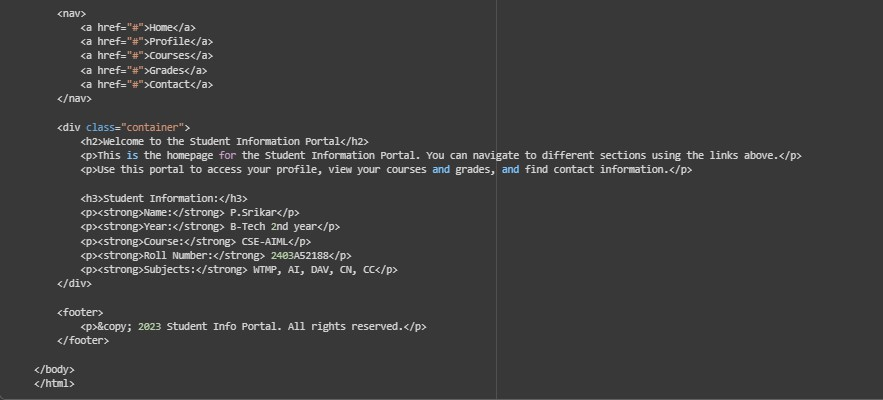 <nav>
<a href="#">Home</a>
<a href="#">Profile</a>
<a href="#">Courses</a>
<a href="#">Grades</a>
<a href="#">Contact</a>
</nav>
<div class="container">
<h2>Welcome to the Student Information Portal</h2>
<p>This is the homepage for the Student Information Portal. You can navigate to different sections using the links above.</p>
<p>Use this portal to access your profile, view your courses and grades, and find contact information.</p>
<h3>Student Information:</h3>
<p><strong>Name:</strong> P.Srikar</p>
<p><strong>Year:</strong> B-Tech 2nd year</p>
<p><strong>Course:</strong> CSE-AIML</p>
<p><strong>Roll Number:</strong> 2403A52188</p>
<p><strong>Subjects:</strong> WTMP, AI, DAV, CN, CC</p>
</div>
<footer>
<p>&copy; 2023 Student Info Portal. All rights reserved.</p>
</footer>
</body>
</html>